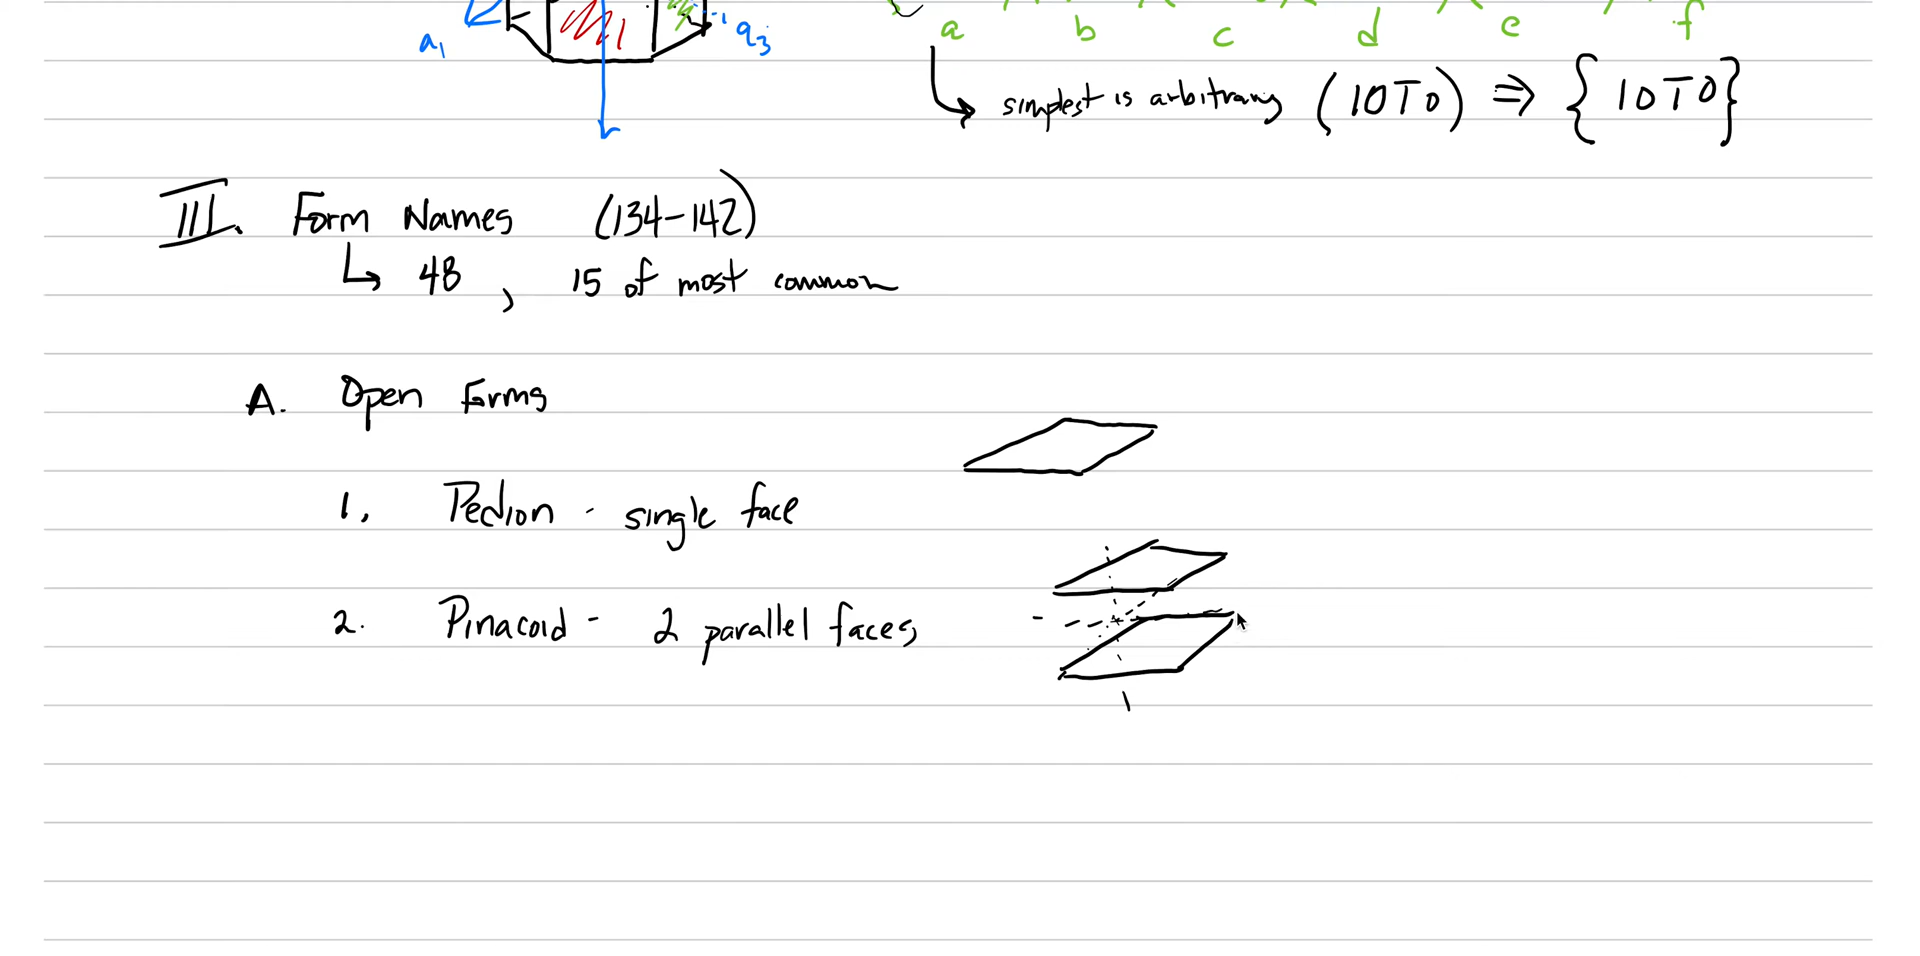 a₁ a₃ a b c d e f
simplest is arbitrary (10T0) ⇒ {10T0}
III. Form Names (134-142)
↳ 48, 15 of most common
A. Open Forms
1. Pedion - single face
2. Pinacoid - 2 parallel faces,